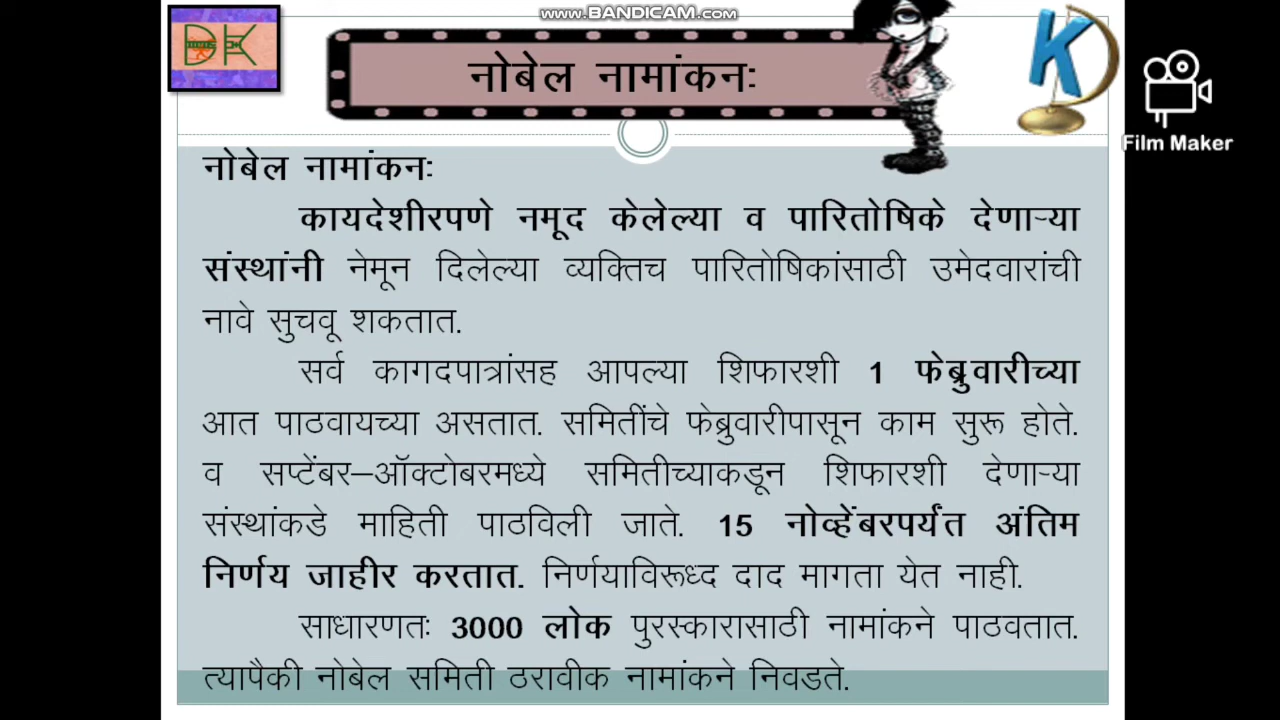 www.BANDICAM.com
DK
नोबेल नामांकनः
K
Film Maker
नोबेल नामांकनः
कायदेशीरपणे नमूद केलेल्या व पारितोषिके देणाऱ्या
संस्थांनी नेमून दिलेल्या व्यक्तिच पारितोषिकांसाठी उमेदवारांची
नावे सुचवू शकतात.
सर्व कागदपात्रांसह आपल्या शिफारशी 1 फेब्रुवारीच्या
आत पाठवायच्या असतात. समितींचे फेब्रुवारीपासून काम सुरू होते.
व सप्टेंबर–ऑक्टोबरमध्ये समितीच्याकडून शिफारशी देणाऱ्या
संस्थांकडे माहिती पाठविली जाते. 15 नोव्हेंबरपर्यंत अंतिम
निर्णय जाहीर करतात. निर्णयाविरूध्द दाद मागता येत नाही.
साधारणतः 3000 लोक पुरस्कारासाठी नामांकने पाठवतात.
त्यापैकी नोबेल समिती ठरावीक नामांकने निवडते.